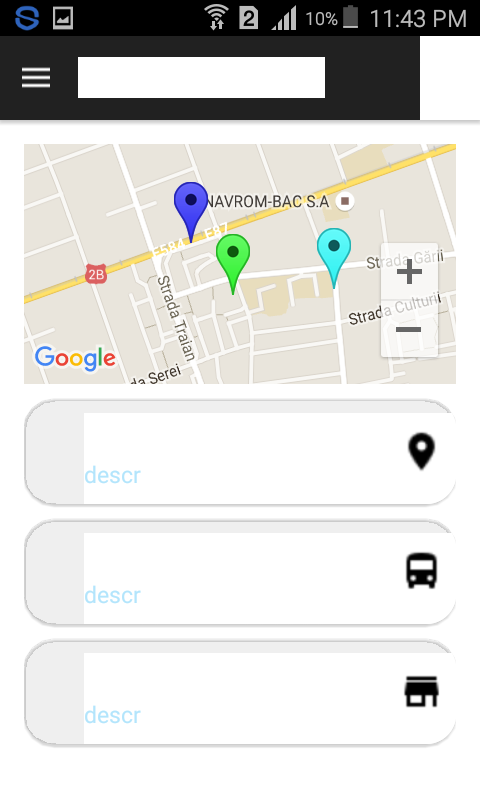 2
10%
11:43 PM
NAVROM-BAC S.A
E584
E87
Strada Gării
2B
Strada Traian
Strada Culturii
Google
da Serei
descr
descr
descr